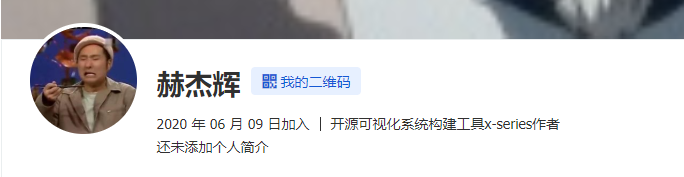 赫杰辉 我的二维码
2020 年 06 月 09 日加入 | 开源可视化系统构建工具x-series作者
还未添加个人简介